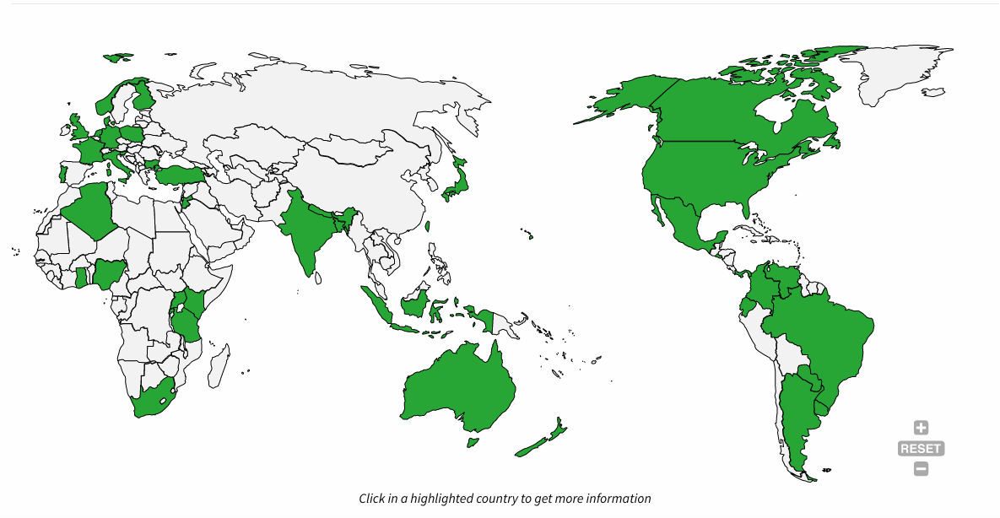 +
RESET
−
Click in a highlighted country to get more information